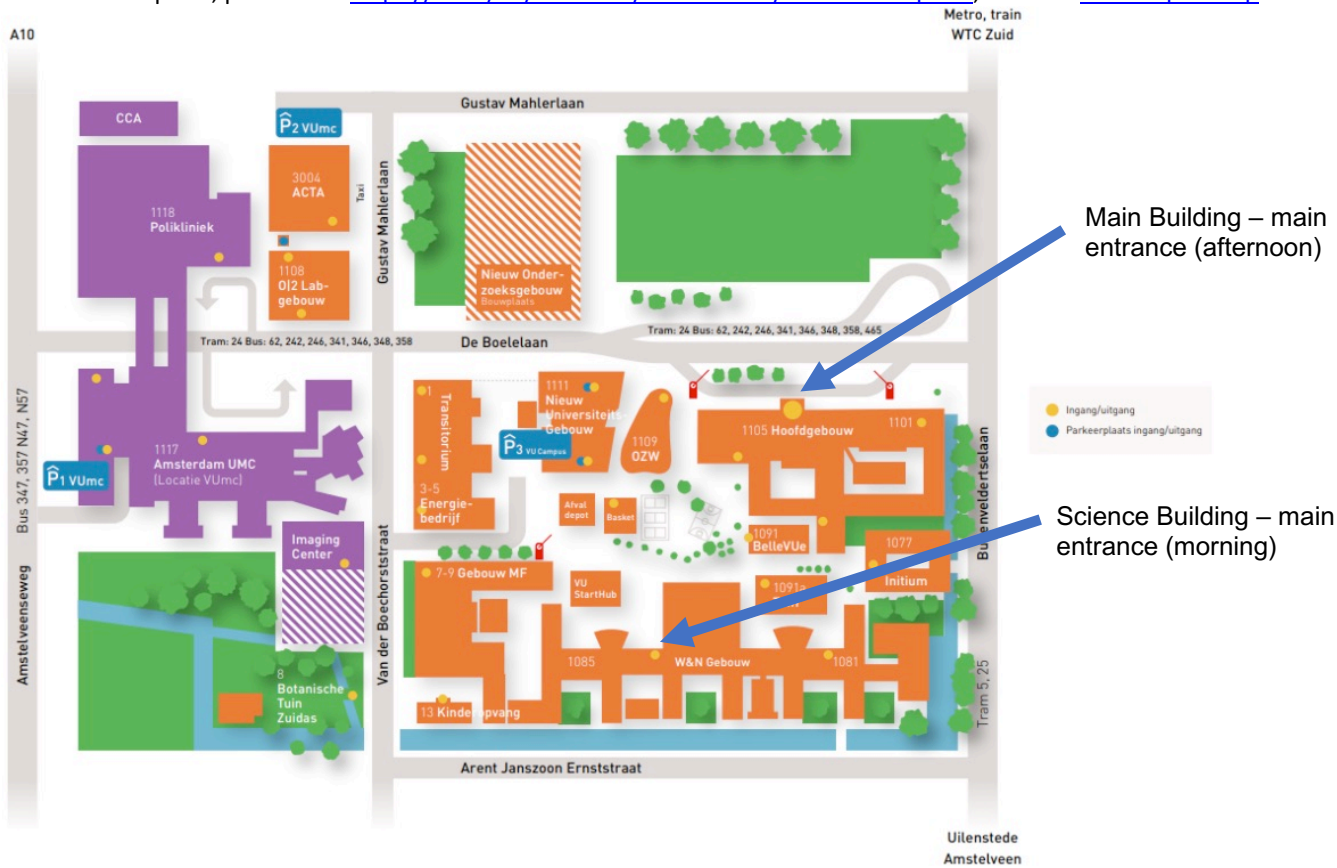 Metro, train
WTC Zuid
A10
Gustav Mahlerlaan
CCA
P2 VUmc
3004
ACTA
Taxi
Gustav Mahlerlaan
1118
Polikliniek
1108
O|2 Lab-
gebouw
Nieuw Onder-
zoeksgebouw
Bouwplaats
Main Building – main
entrance (afternoon)
Tram: 24 Bus: 62, 242, 246, 341, 346, 348, 358
De Boelelaan
Tram: 24 Bus: 62, 242, 246, 341, 346, 348, 358, 465
Bus 347, 357 N47, N57
1
Transitorium
1111
Nieuw
Universiteits-
Gebouw
P3 VU Campus
1109
OZW
1105 Hoofdgebouw
1101
Ingang/uitgang
Parkeerplaats ingang/uitgang
1117
Amsterdam UMC
(Locatie VUmc)
P1 VUmc
3-5
Energie-
bedrijf
Afval
depot
Basket
1091
BelleVUe
1077
Initium
Science Building – main
entrance (morning)
Imaging
Center
Van der Boechorststraat
7-9 Gebouw MF
VU
StartHub
1091a
Amstelveenseweg
1085
W&N Gebouw
1081
8
Botanische
Tuin
Zuidas
13 Kinderopvang
Tram 5, 25
Arent Janszoon Ernststraat
Uilenstede
Amstelveen